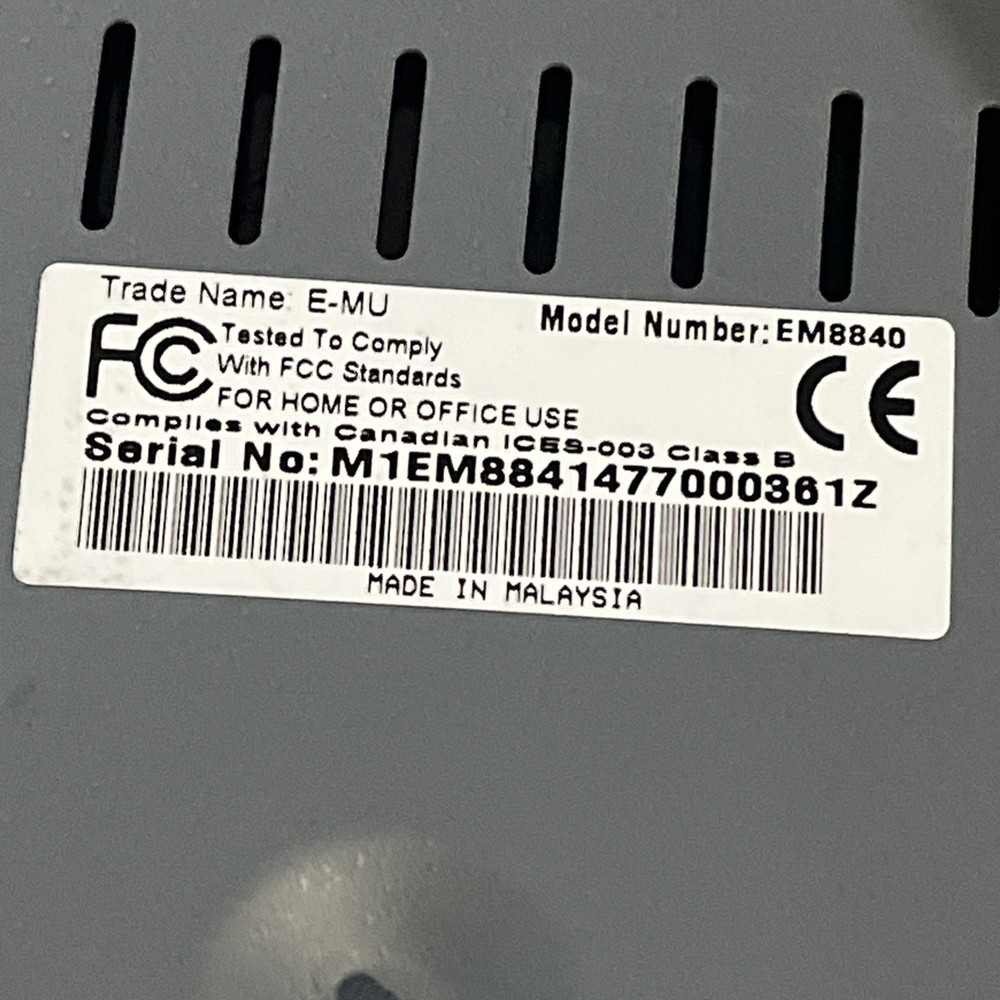 Trade Name: E-MU
Model Number: EM8840
FC Tested To Comply
With FCC Standards
FOR HOME OR OFFICE USE
CE
Complies with Canadian ICES-003 Class B
Serial No: M1EM8841477000361Z
MADE IN MALAYSIA